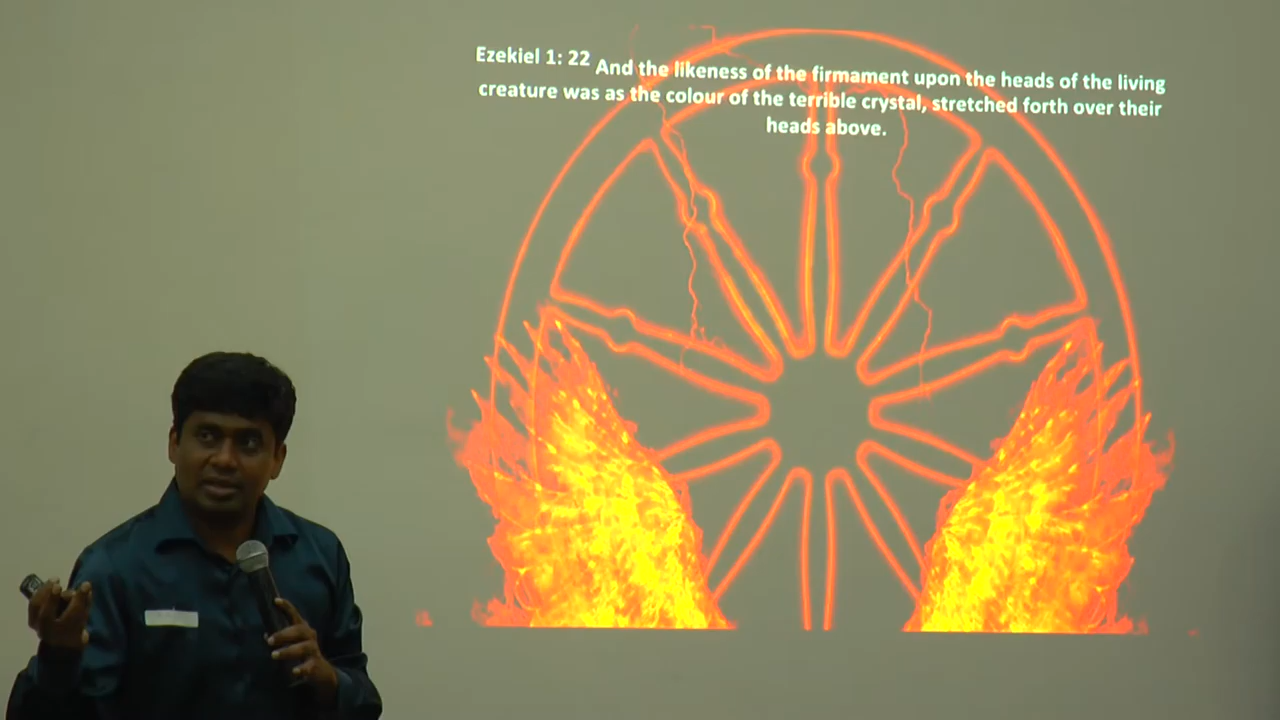 Ezekiel 1: 22 And the likeness of the firmament upon the heads of the living
creature was as the colour of the terrible crystal, stretched forth over their
heads above.